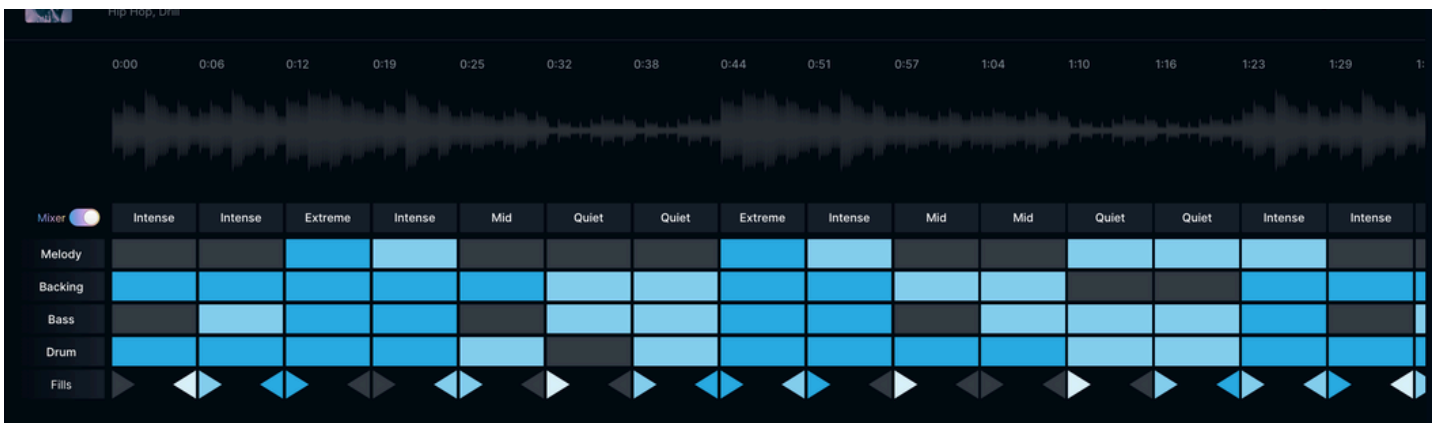 Hip Hop, Drill
0:00 0:06 0:12 0:19 0:25 0:32 0:38 0:44 0:51 0:57 1:04 1:10 1:16 1:23 1:29 1:
Mixer Intense Intense Extreme Intense Mid Quiet Quiet Extreme Intense Mid Mid Quiet Quiet Intense Intense
Melody
Backing
Bass
Drum
Fills